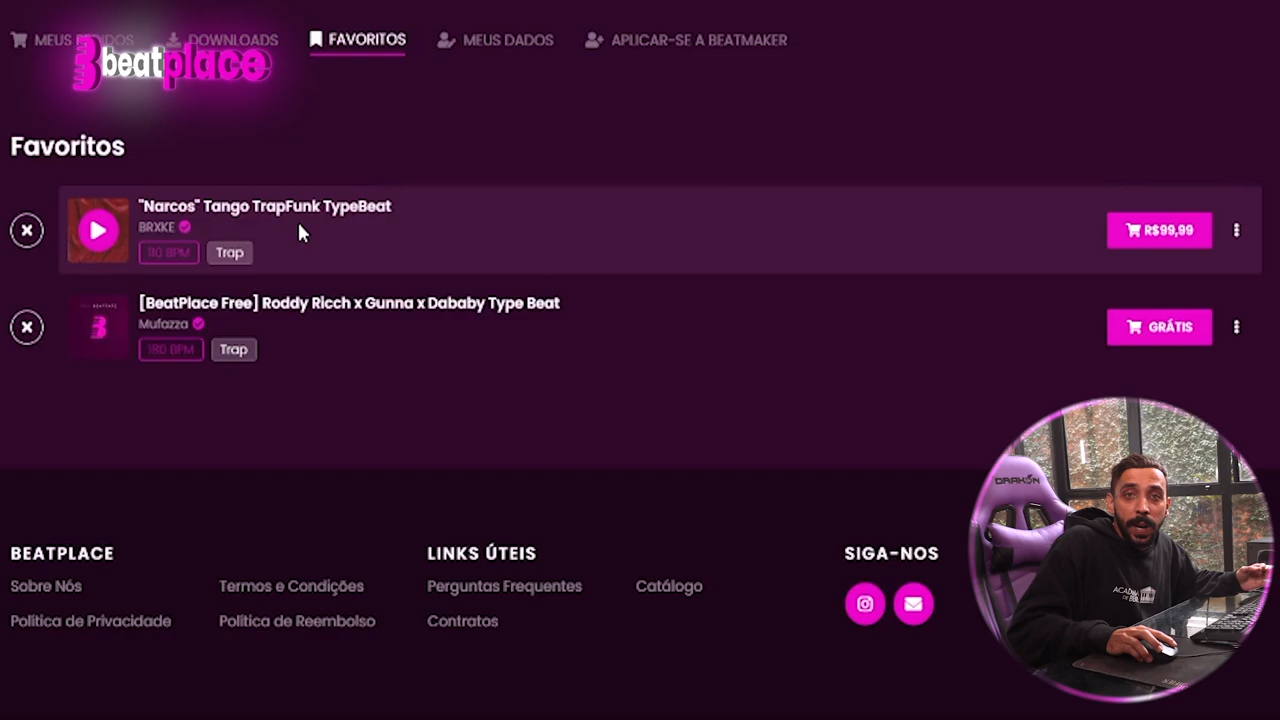 MEUS PEDIDOS
DOWNLOADS
FAVORITOS
MEUS DADOS
APLICAR-SE A BEATMAKER
beatplace
Favoritos
"Narcos" Tango TrapFunk TypeBeat
BRXKE
110 BPM
Trap
R$99,99
[BeatPlace Free] Roddy Ricch x Gunna x Dababy Type Beat
Mufazza
180 BPM
Trap
GRÁTIS
DRAKON
BEATPLACE
LINKS ÚTEIS
SIGA-NOS
Sobre Nós
Termos e Condições
Perguntas Frequentes
Catálogo
Política de Privacidade
Política de Reembolso
Contratos